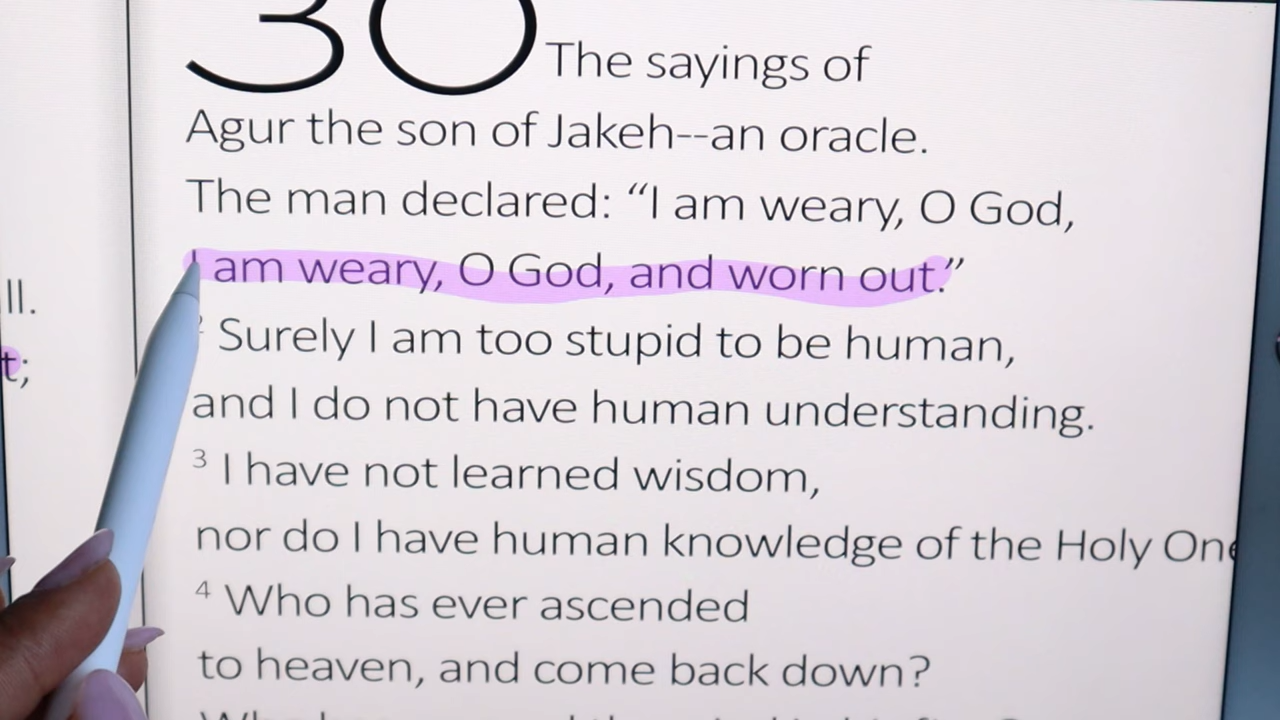 ll.
t;
30 The sayings of
Agur the son of Jakeh--an oracle.
The man declared: “I am weary, O God,
I am weary, O God, and worn out.”
2 Surely I am too stupid to be human,
and I do not have human understanding.
3 I have not learned wisdom,
nor do I have human knowledge of the Holy One
4 Who has ever ascended
to heaven, and come back down?